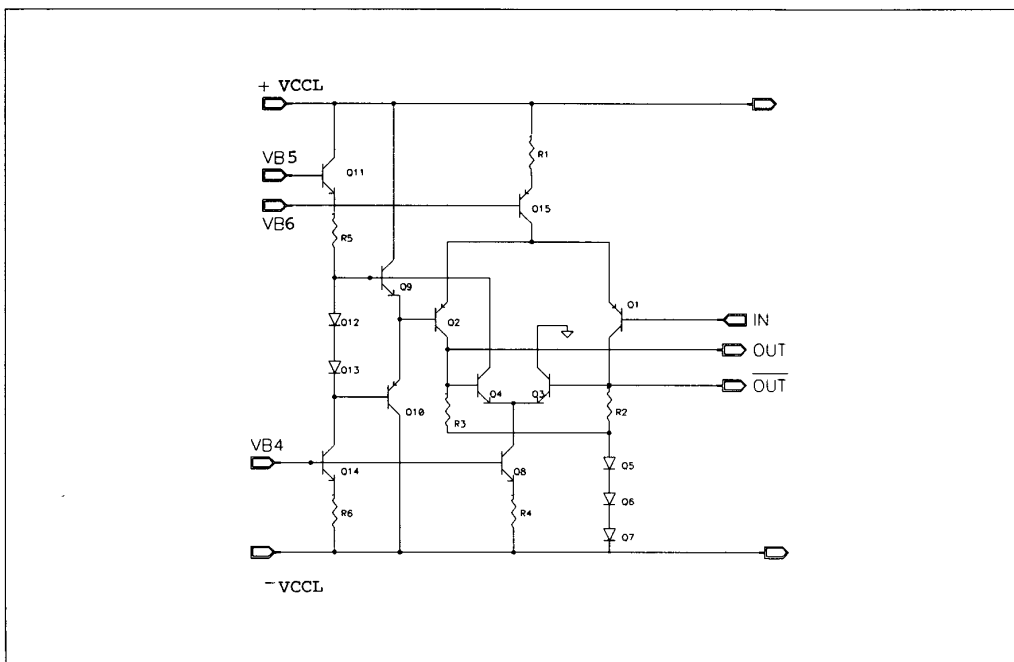 + VCCL
R1
VB5
Q11
VB6
Q15
R5
Q9
Q1
Q12
Q2
IN
OUT
Q13
OUT
Q10
Q4
Q3
R3
R2
VB4
Q14
Q8
Q5
Q6
R6
R4
Q7
- VCCL